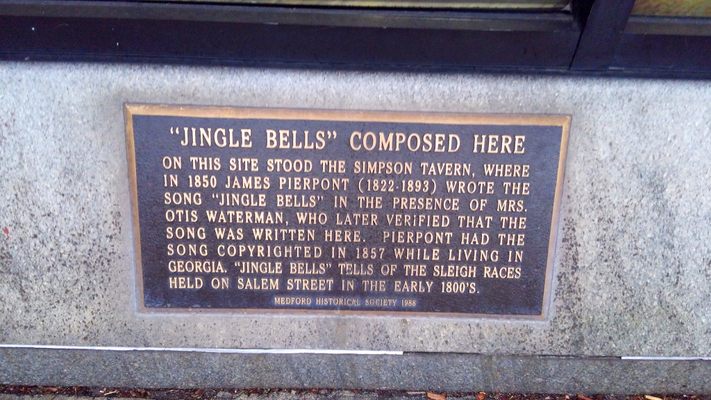 "JINGLE BELLS" COMPOSED HERE
ON THIS SITE STOOD THE SIMPSON TAVERN, WHERE
IN 1850 JAMES PIERPONT (1822-1893) WROTE THE
SONG "JINGLE BELLS" IN THE PRESENCE OF MRS.
OTIS WATERMAN, WHO LATER VERIFIED THAT THE
SONG WAS WRITTEN HERE. PIERPONT HAD THE
SONG COPYRIGHTED IN 1857 WHILE LIVING IN
GEORGIA. "JINGLE BELLS" TELLS OF THE SLEIGH RACES
HELD ON SALEM STREET IN THE EARLY 1800'S.
MEDFORD HISTORICAL SOCIETY 1988